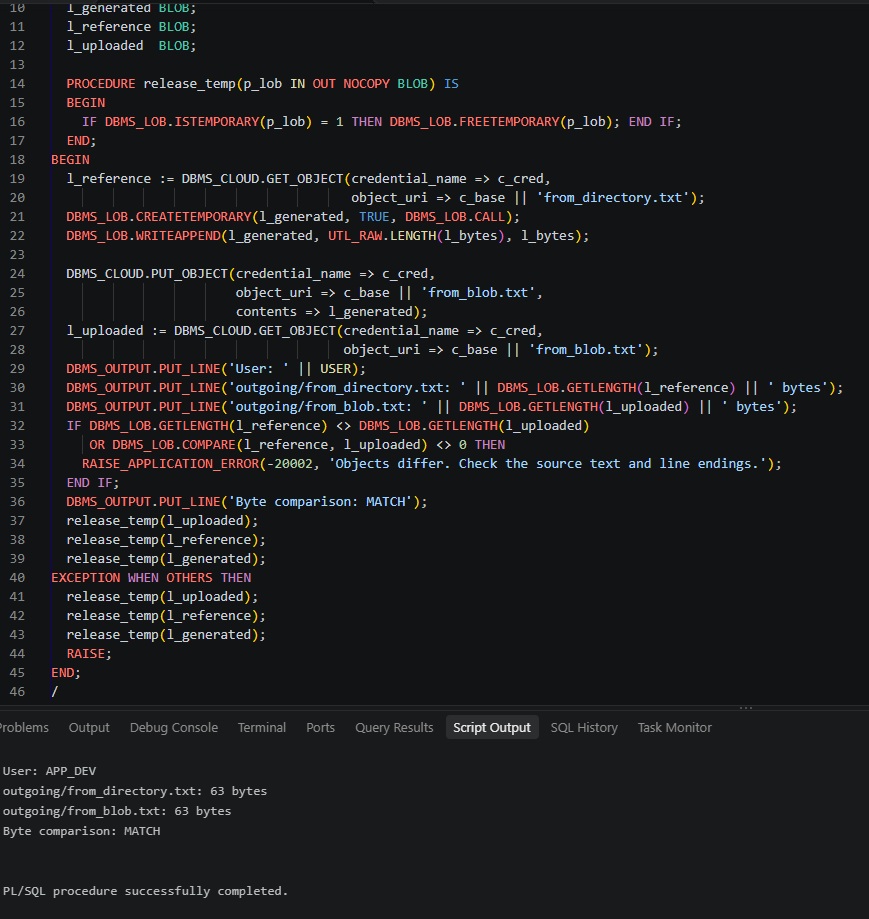 10 l_generated BLOB;
11 l_reference BLOB;
12 l_uploaded  BLOB;
13
14 PROCEDURE release_temp(p_lob IN OUT NOCOPY BLOB) IS
15 BEGIN
16 IF DBMS_LOB.ISTEMPORARY(p_lob) = 1 THEN DBMS_LOB.FREETEMPORARY(p_lob); END IF;
17 END;
18 BEGIN
19 l_reference := DBMS_CLOUD.GET_OBJECT(credential_name => c_cred,
20 object_uri => c_base || 'from_directory.txt');
21 DBMS_LOB.CREATETEMPORARY(l_generated, TRUE, DBMS_LOB.CALL);
22 DBMS_LOB.WRITEAPPEND(l_generated, UTL_RAW.LENGTH(l_bytes), l_bytes);
23
24 DBMS_CLOUD.PUT_OBJECT(credential_name => c_cred,
25 object_uri => c_base || 'from_blob.txt',
26 contents => l_generated);
27 l_uploaded := DBMS_CLOUD.GET_OBJECT(credential_name => c_cred,
28 object_uri => c_base || 'from_blob.txt');
29 DBMS_OUTPUT.PUT_LINE('User: ' || USER);
30 DBMS_OUTPUT.PUT_LINE('outgoing/from_directory.txt: ' || DBMS_LOB.GETLENGTH(l_reference) || ' bytes');
31 DBMS_OUTPUT.PUT_LINE('outgoing/from_blob.txt: ' || DBMS_LOB.GETLENGTH(l_uploaded) || ' bytes');
32 IF DBMS_LOB.GETLENGTH(l_reference) <> DBMS_LOB.GETLENGTH(l_uploaded)
33 OR DBMS_LOB.COMPARE(l_reference, l_uploaded) <> 0 THEN
34 RAISE_APPLICATION_ERROR(-20002, 'Objects differ. Check the source text and line endings.');
35 END IF;
36 DBMS_OUTPUT.PUT_LINE('Byte comparison: MATCH');
37 release_temp(l_uploaded);
38 release_temp(l_reference);
39 release_temp(l_generated);
40 EXCEPTION WHEN OTHERS THEN
41 release_temp(l_uploaded);
42 release_temp(l_reference);
43 release_temp(l_generated);
44 RAISE;
45 END;
46 /
Problems Output Debug Console Terminal Ports Query Results Script Output SQL History Task Monitor
User: APP_DEV
outgoing/from_directory.txt: 63 bytes
outgoing/from_blob.txt: 63 bytes
Byte comparison: MATCH
PL/SQL procedure successfully completed.